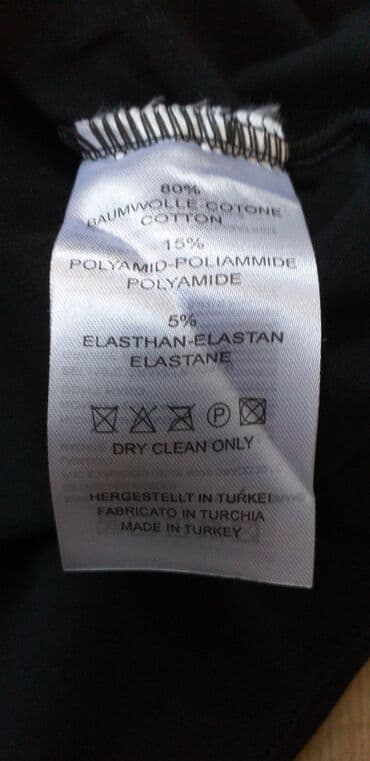 80%
BAUMWOLLE-COTONE
COTTON
15%
POLYAMID-POLIAMMIDE
POLYAMIDE
5%
ELASTHAN-ELASTAN
ELASTANE
P
DRY CLEAN ONLY
HERGESTELLT IN TURKEI
FABRICATO IN TURCHIA
MADE IN TURKEY